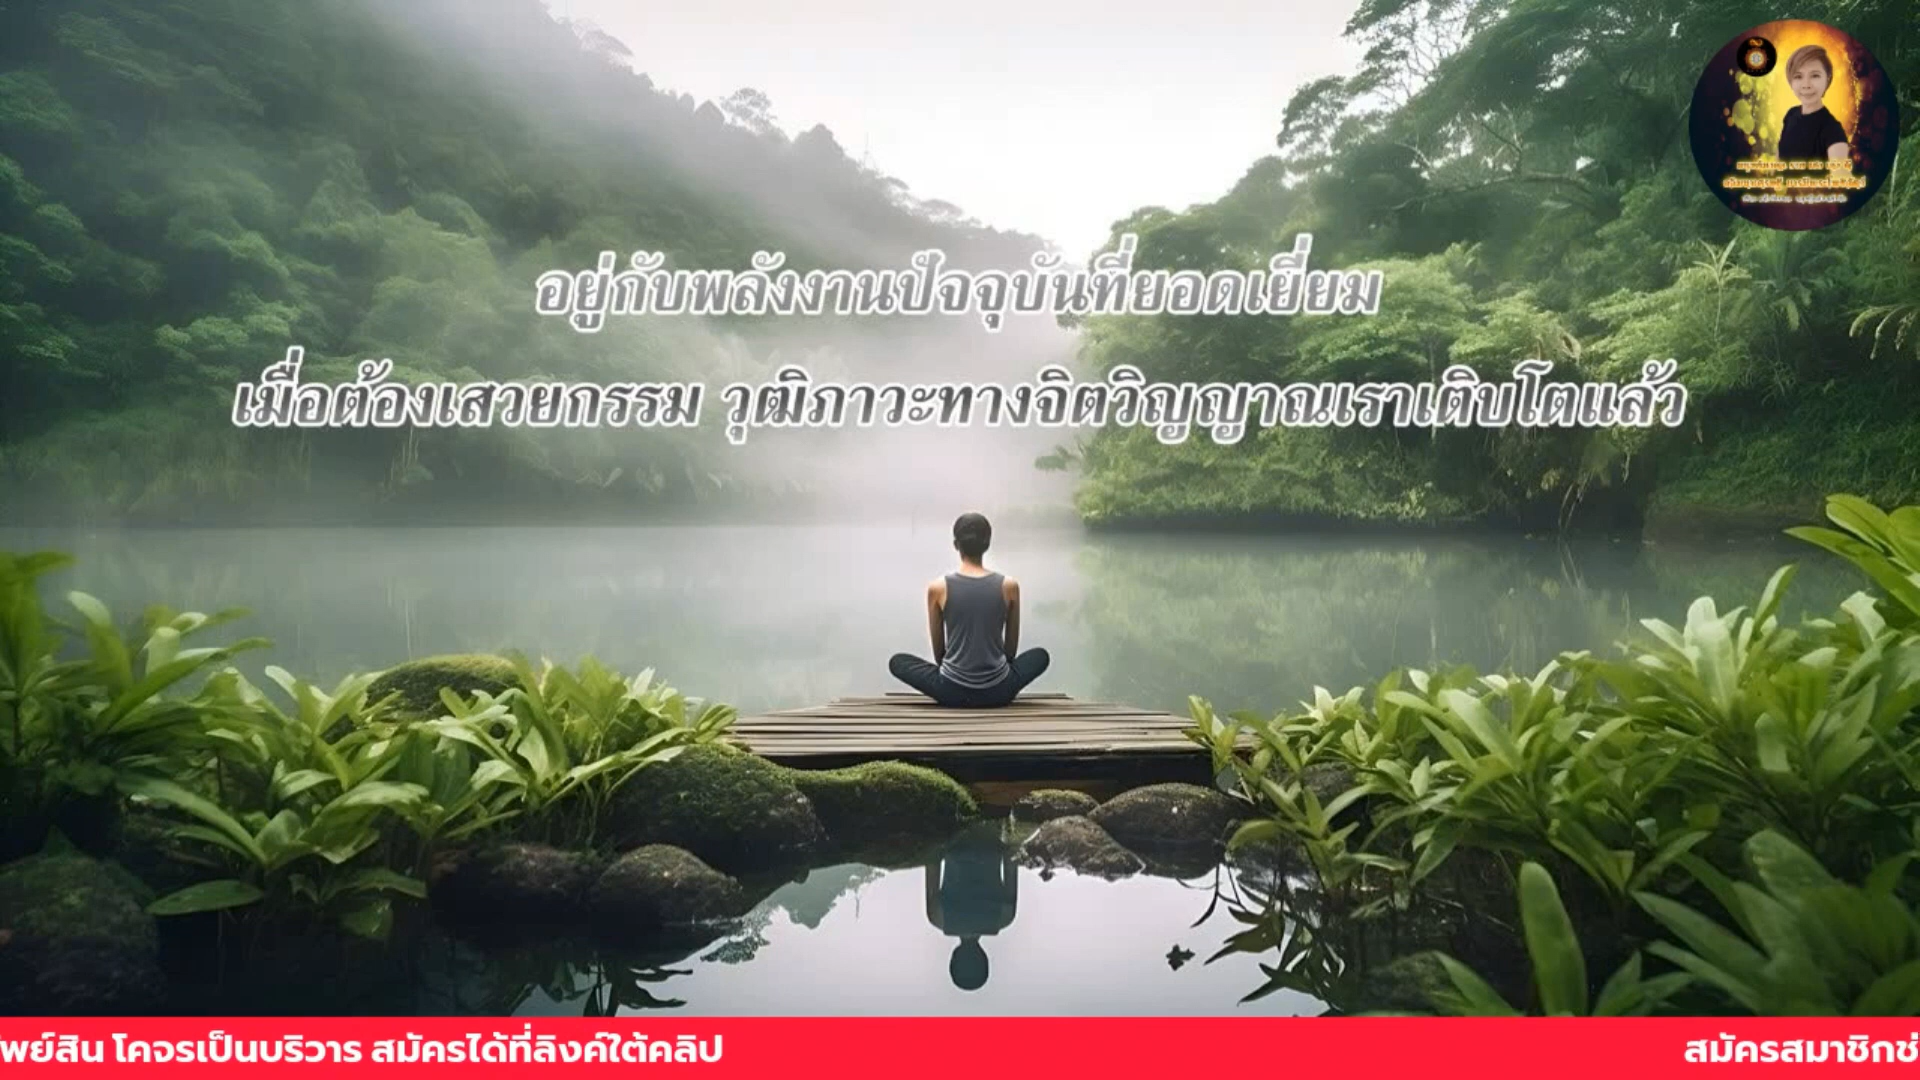 อยู่กับพลังงานปัจจุบันที่ยอดเยี่ยม
เมื่อต้องเสวยกรรม วุฒิภาวะทางจิตวิญญาณเราเติบโตแล้ว
ัพย์สิน โคจรเป็นบริวาร สมัครได้ที่ลิงค์ใต้คลิป
สมัครสมาชิกช่